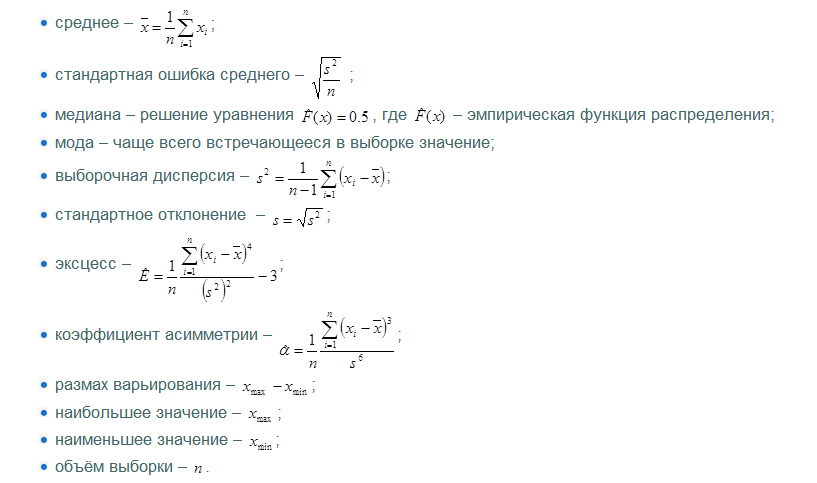 • среднее – x̄ = 1/n ∑_{i=1}^{n} x_i ;
• стандартная ошибка среднего – √(s²/n) ;
• медиана – решение уравнения F̂(x) = 0.5 , где F̂(x) – эмпирическая функция распределения;
• мода – чаще всего встречающееся в выборке значение;
• выборочная дисперсия – s² = 1/(n−1) ∑_{i=1}^{n} (x_i − x̄);
• стандартное отклонение – s = √s² ;
• эксцесс – Ê = 1/n ∑_{i=1}^{n} (x_i − x̄)⁴ / (s²)² − 3 ;
• коэффициент асимметрии – α̂ = 1/n ∑_{i=1}^{n} (x_i − x̄)³ / s⁶ ;
• размах варьирования – x_max − x_min ;
• наибольшее значение – x_max ;
• наименьшее значение – x_min ;
• объём выборки – n .